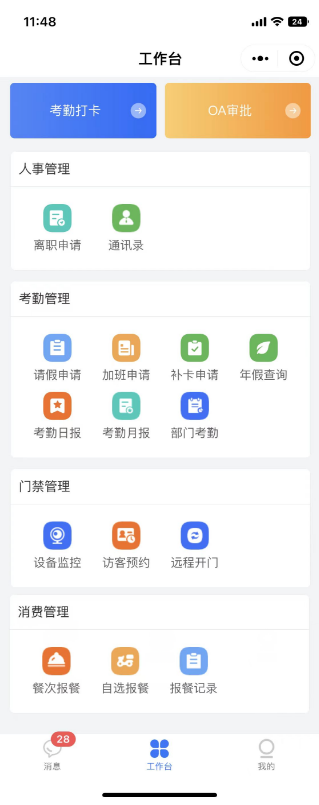 11:48
24
工作台
考勤打卡
OA审批
人事管理
离职申请
通讯录
考勤管理
请假申请
加班申请
补卡申请
年假查询
考勤日报
考勤月报
部门考勤
门禁管理
设备监控
访客预约
远程开门
消费管理
餐次报餐
自选报餐
报餐记录
28
消息
工作台
我的